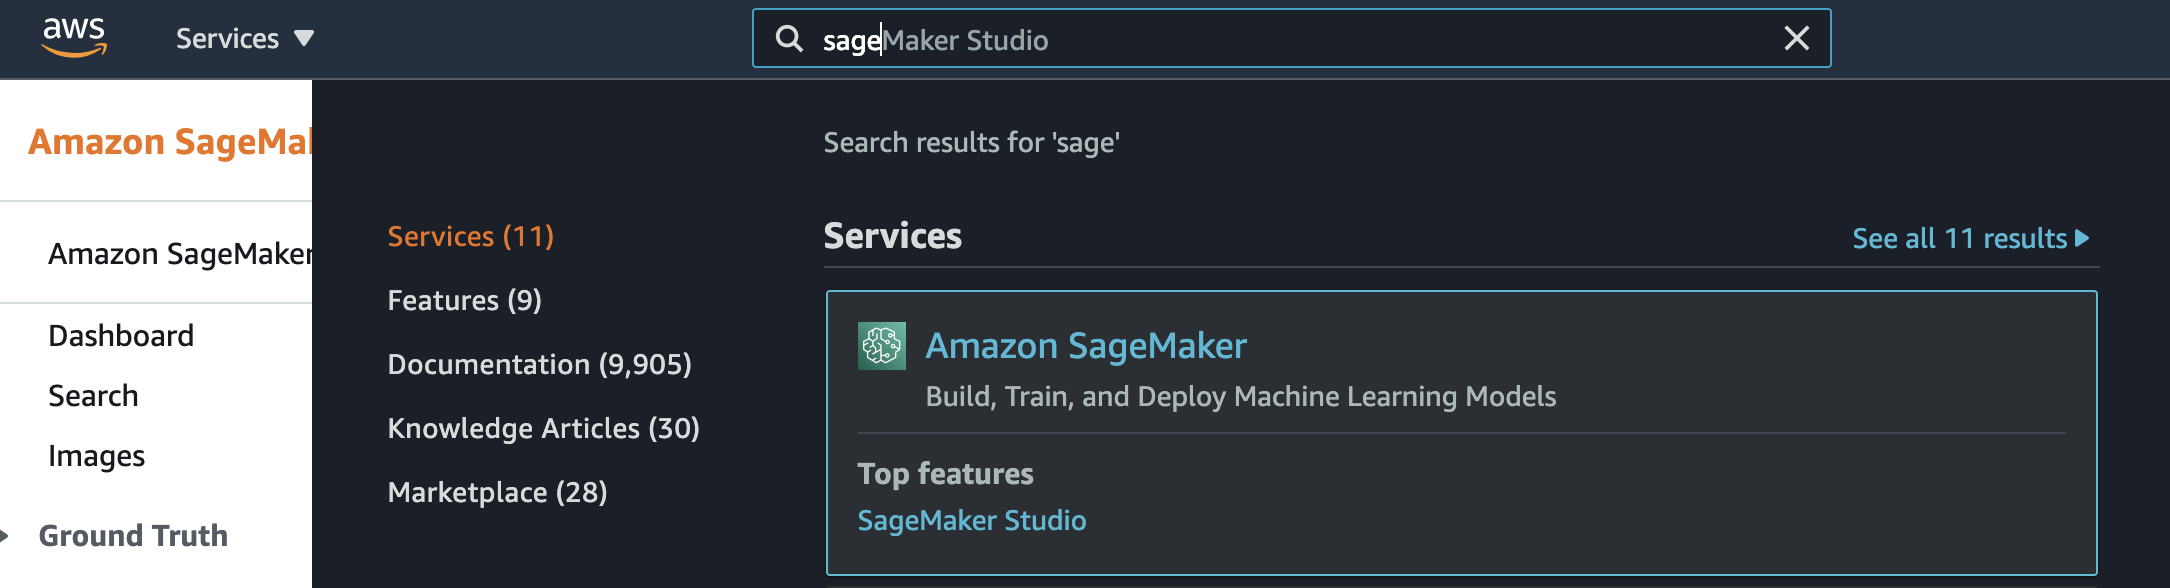 aws
Services
sageMaker Studio
Amazon SageMak
Search results for 'sage'
Amazon SageMaker
Dashboard
Search
Images
Ground Truth
Services (11)
Features (9)
Documentation (9,905)
Knowledge Articles (30)
Marketplace (28)
Services
See all 11 results
Amazon SageMaker
Build, Train, and Deploy Machine Learning Models
Top features
SageMaker Studio